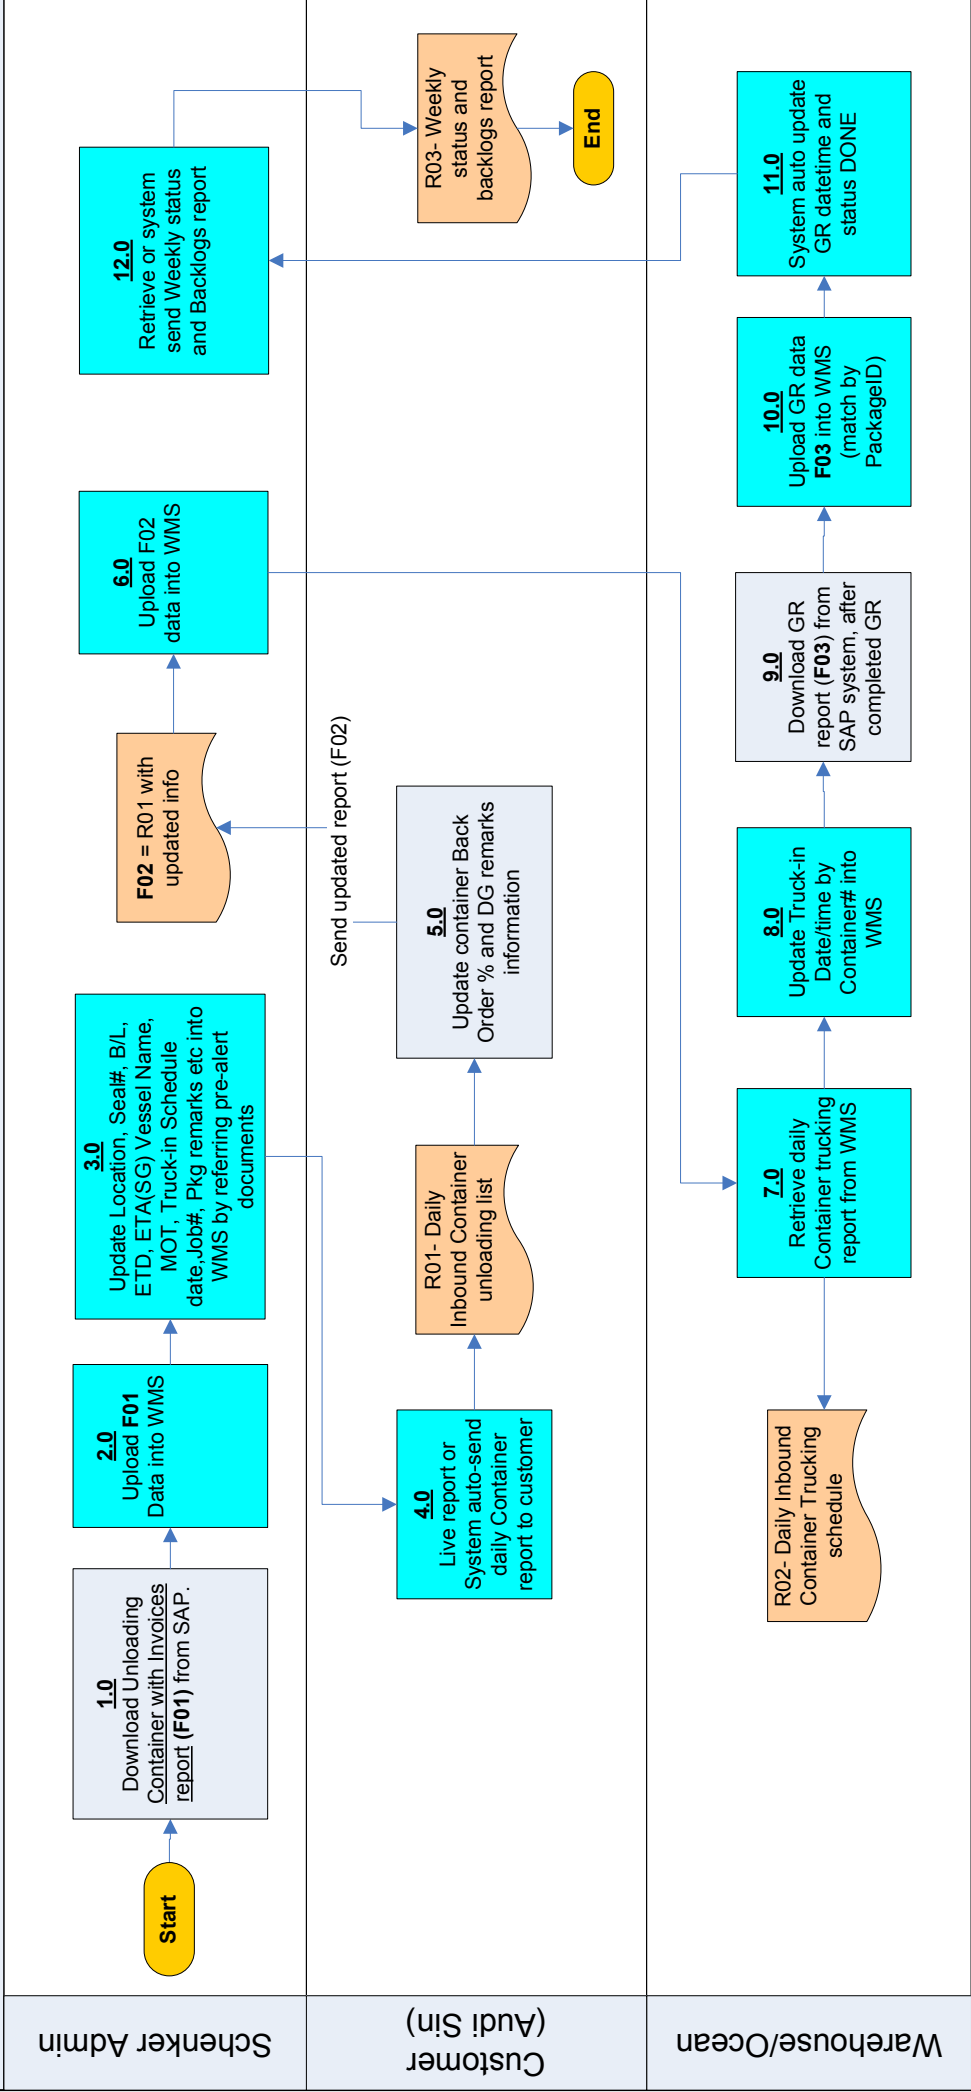 Schenker Admin
Start
1.0
Download Unloading
Container with Invoices
report (F01) from SAP.
2.0
Upload F01
Data into WMS
3.0
Update Location, Seal#, B/L,
ETD, ETA(SG) Vessel Name,
MOT, Truck-in Schedule
date,Job#, Pkg remarks etc into
WMS by referring pre-alert
documents
F02 = R01 with
updated info
6.0
Upload F02
data into WMS
12.0
Retrieve or system
send Weekly status
and Backlogs report
Customer
(Audi Sin)
4.0
Live report or
System auto-send
daily Container
report to customer
R01- Daily
Inbound Container
unloading list
5.0
Update container Back
Order % and DG remarks
information
Send updated report (F02)
R03- Weekly
status and
backlogs report
End
Warehouse/Ocean
R02- Daily Inbound
Container Trucking
schedule
7.0
Retrieve daily
Container trucking
report from WMS
8.0
Update Truck-in
Date/time by
Container# into
WMS
9.0
Download GR
report (F03) from
SAP system, after
completed GR
10.0
Upload GR data
F03 into WMS
(match by
PackageID)
11.0
System auto update
GR datetime and
status DONE